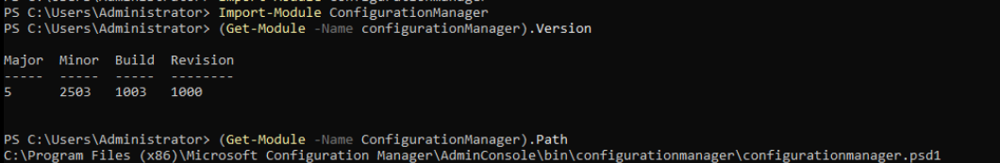 PS C:\Users\Administrator> Import-Module ConfigurationManager
PS C:\Users\Administrator> (Get-Module -Name configurationManager).Version
Major Minor Build Revision
----- ----- ----- --------
5 2503 1003 1000
PS C:\Users\Administrator> (Get-Module -Name ConfigurationManager).Path
C:\Program Files (x86)\Microsoft Configuration Manager\AdminConsole\bin\configurationmanager\configurationmanager.psd1